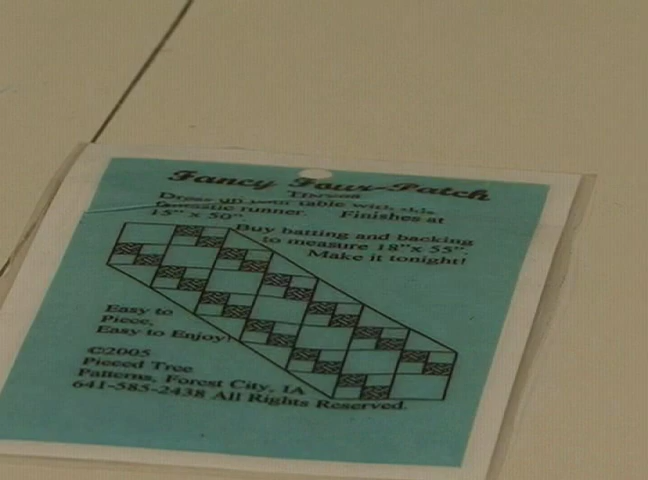 Fancy Four-Patch
Dress up your table with this
fantastic runner. Finishes at
15" x 50"
Buy batting and backing
to measure 18"x 55".
Make it tonight!
Easy to
Piece,
Easy to Enjoy!
©2005
Pieced Tree
Patterns, Forest City, IA
641-585-2438 All Rights Reserved.